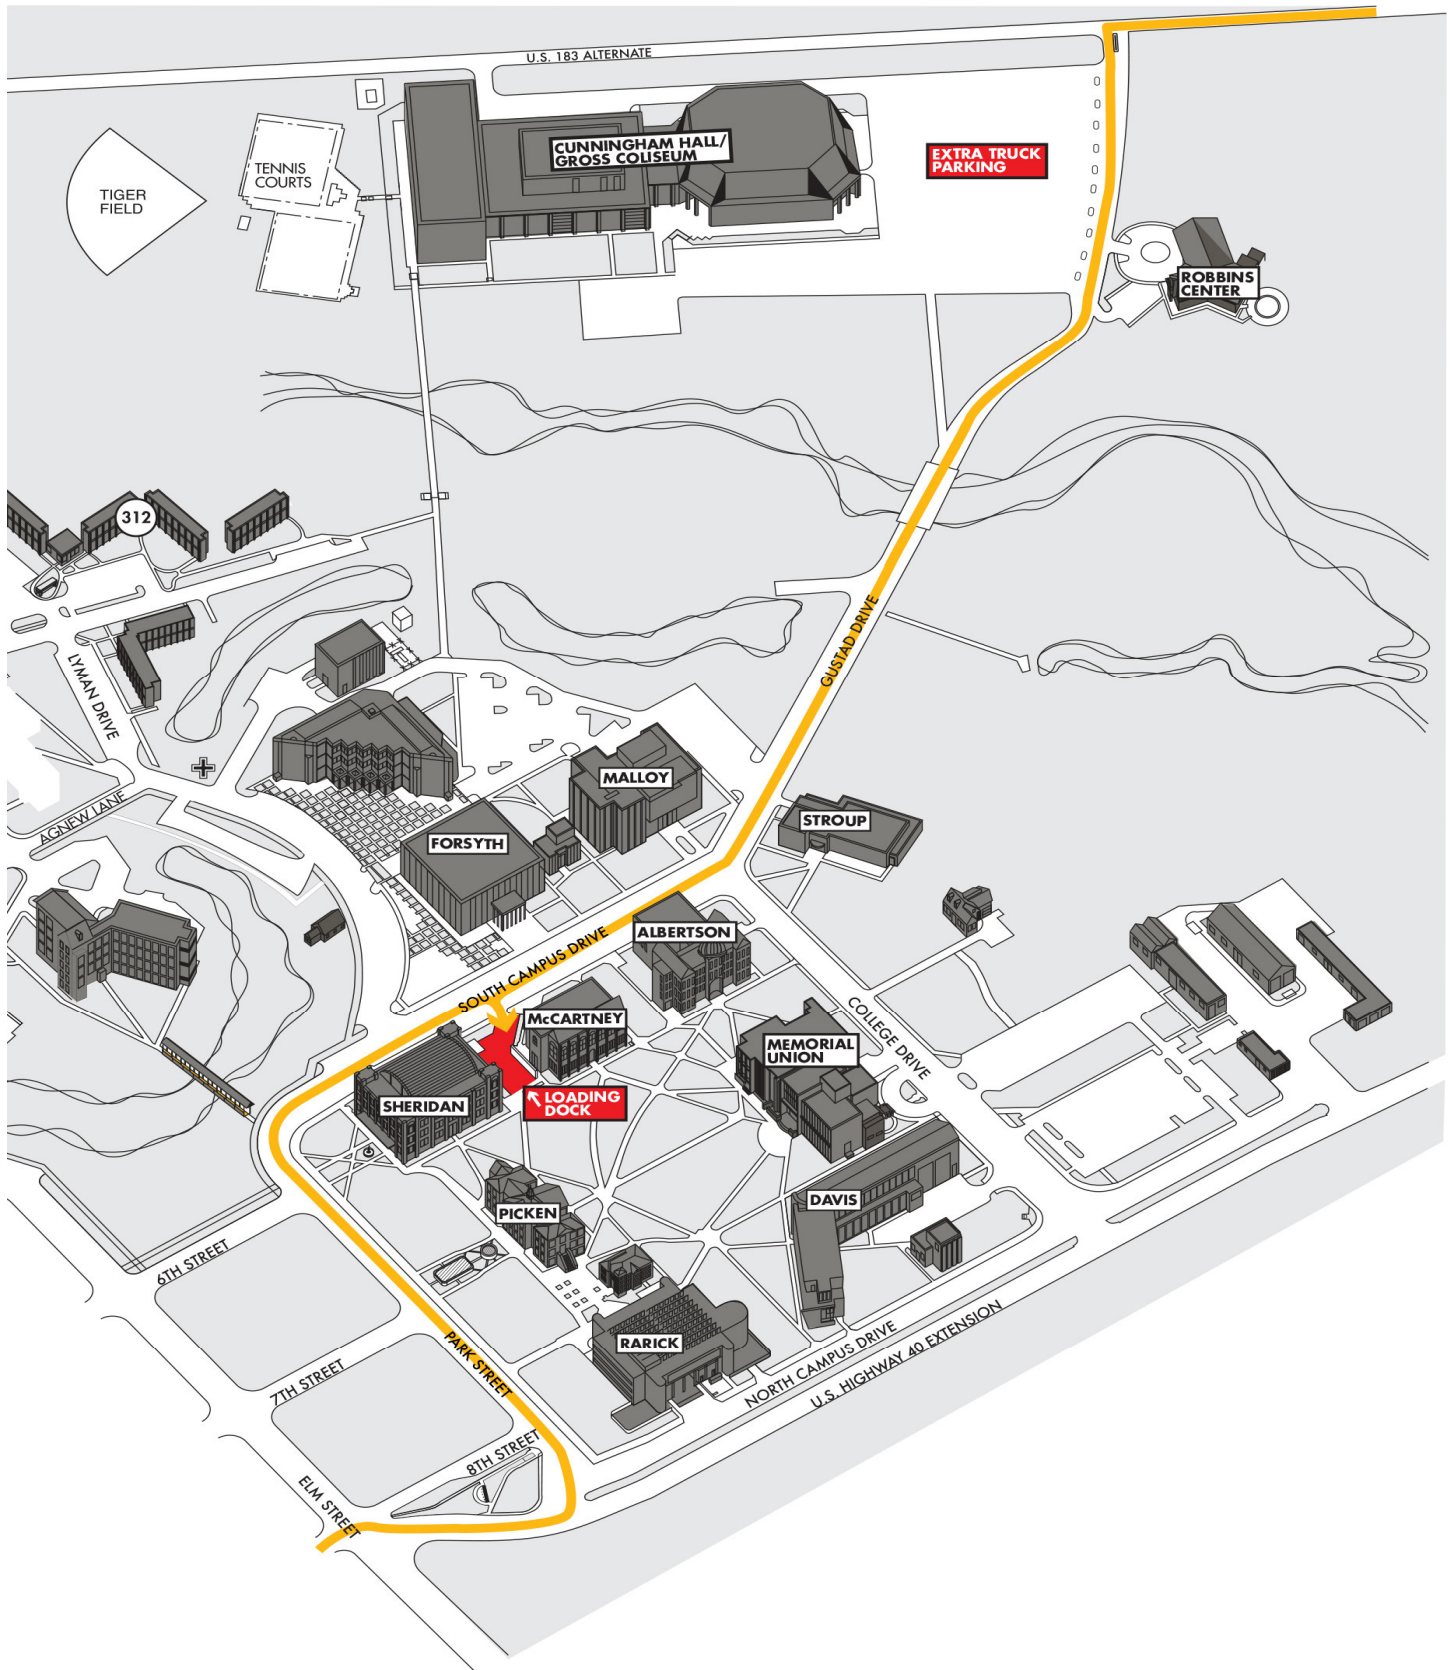 U.S. 183 ALTERNATE
CUNNINGHAM HALL/
GROSS COLISEUM
EXTRA TRUCK
PARKING
TENNIS
COURTS
TIGER
FIELD
ROBBINS
CENTER
312
GUSTAD DRIVE
LYMAN DRIVE
MALLOY
AGNEW LANE
STROUP
FORSYTH
ALBERTSON
SOUTH CAMPUS DRIVE
McCARTNEY
COLLEGE DRIVE
MEMORIAL
UNION
SHERIDAN
LOADING
DOCK
DAVIS
PICKEN
6TH STREET
RARICK
PARK STREET
NORTH CAMPUS DRIVE
U.S. HIGHWAY 40 EXTENSION
7TH STREET
8TH STREET
ELM STREET